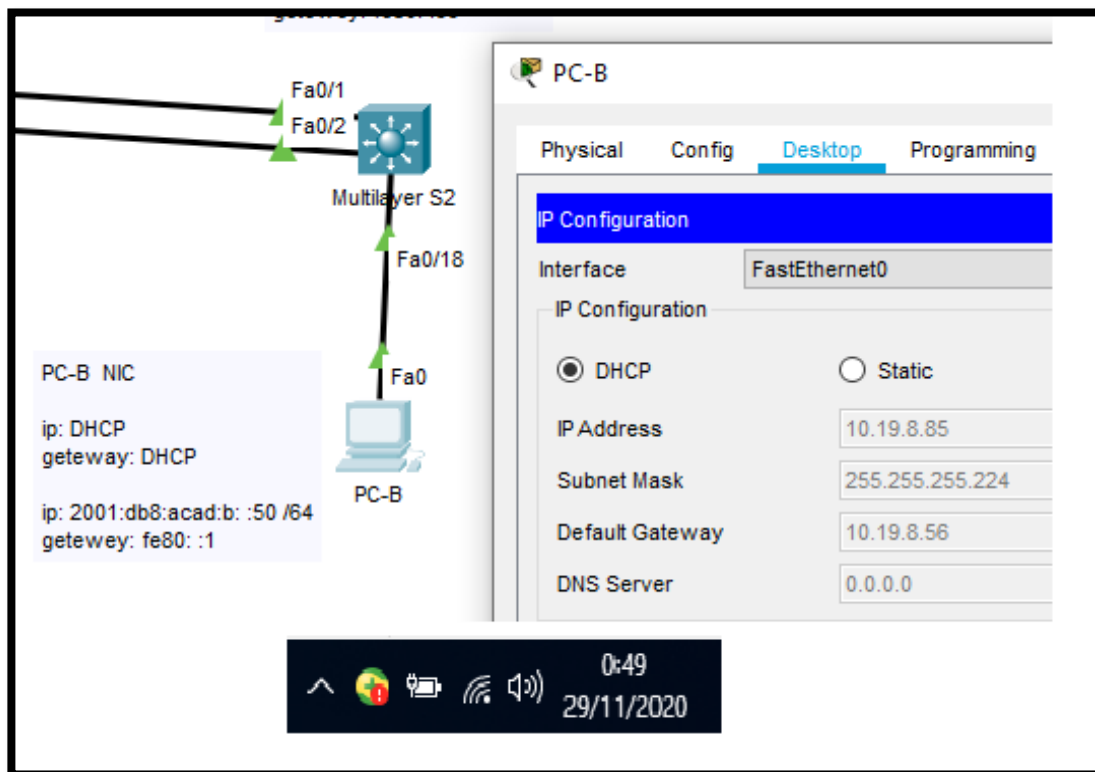 Fa0/1
Fa0/2
Multilayer S2
Fa0/18
Fa0
PC-B
PC-B NIC
ip: DHCP
geteway: DHCP
ip: 2001:db8:acad:b: :50 /64
getewey: fe80: :1
PC-B
Physical Config Desktop Programming
IP Configuration
Interface FastEthernet0
IP Configuration
DHCP Static
IP Address 10.19.8.85
Subnet Mask 255.255.255.224
Default Gateway 10.19.8.56
DNS Server 0.0.0.0
0:49
29/11/2020